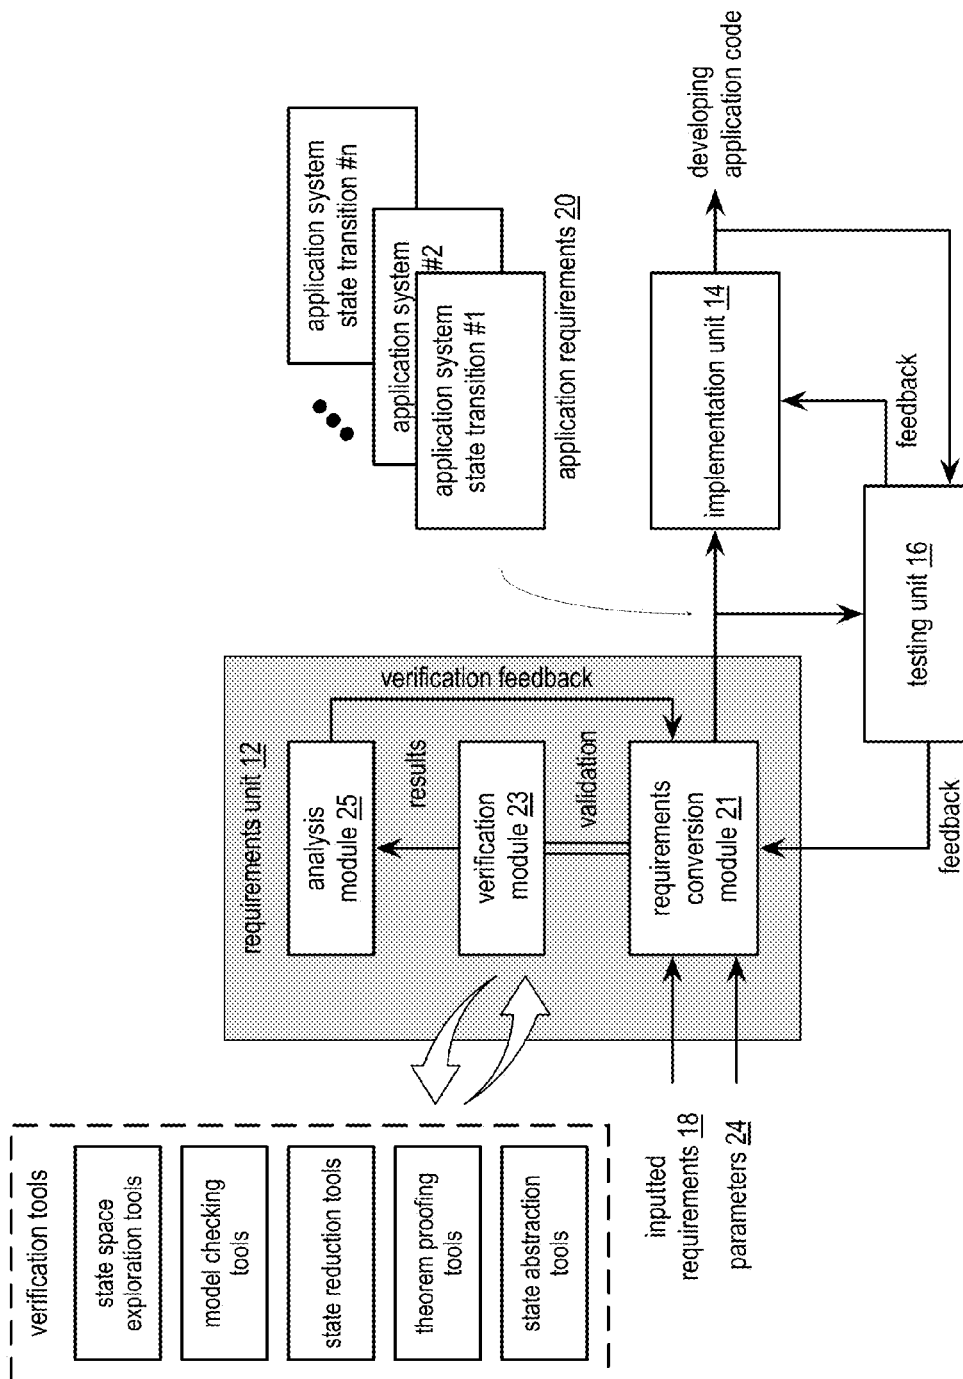 verification tools
state space
exploration tools
model checking
tools
state reduction tools
theorem proofing
tools
state abstraction
tools
inputted
requirements 18
parameters 24
requirements unit 12
analysis
module 25
results
verification feedback
verification
module 23
validation
requirements
conversion
module 21
application system
state transition #n
application system
#2
application system
state transition #1
application requirements 20
implementation unit 14
developing
application code
feedback
testing unit 16
feedback